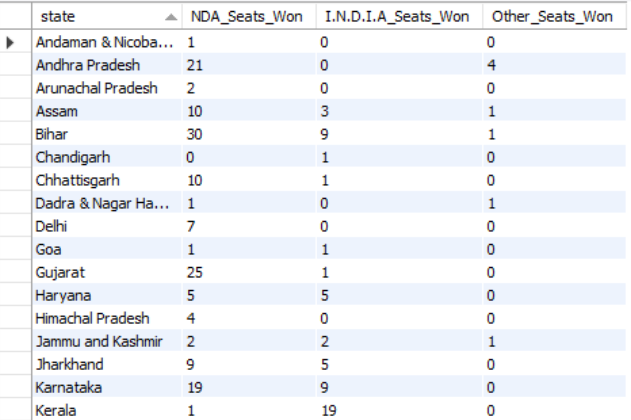 state NDA_Seats_Won I.N.D.I.A_Seats_Won Other_Seats_Won
Andaman & Nicoba... 1 0 0
Andhra Pradesh 21 0 4
Arunachal Pradesh 2 0 0
Assam 10 3 1
Bihar 30 9 1
Chandigarh 0 1 0
Chhattisgarh 10 1 0
Dadra & Nagar Ha... 1 0 1
Delhi 7 0 0
Goa 1 1 0
Gujarat 25 1 0
Haryana 5 5 0
Himachal Pradesh 4 0 0
Jammu and Kashmir 2 2 1
Jharkhand 9 5 0
Karnataka 19 9 0
Kerala 1 19 0